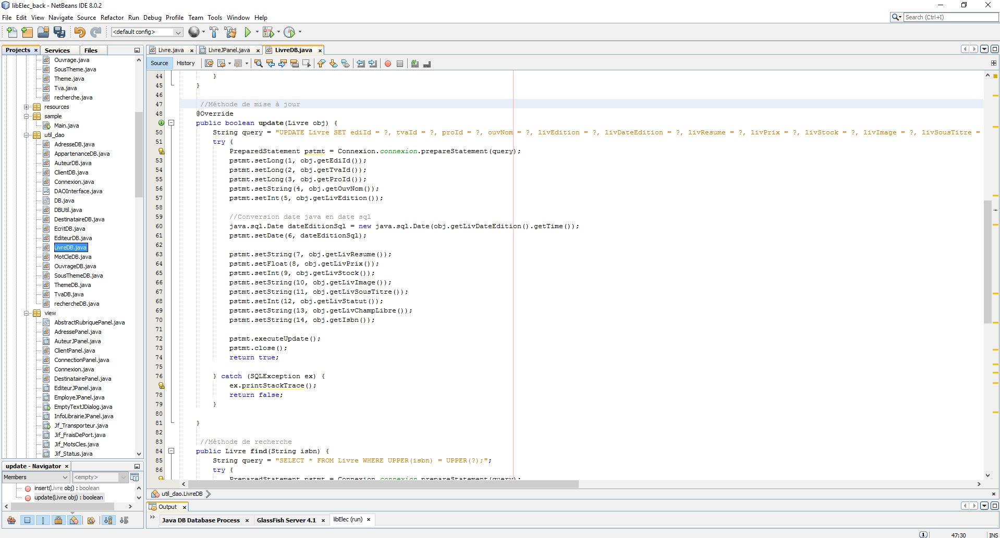 libElec_back - NetBeans IDE 8.0.2
File Edit View Navigate Source Refactor Run Debug Profile Team Tools Window Help
Search (Ctrl+I)
<default config>
Projects Services Files
Livre.java LivreJPanel.java LivreDB.java
Source History
Ouvrage.java
SousTheme.java
Theme.java
Tva.java
recherche.java
resources
sample
Main.java
util_dao
AdresseDB.java
AppartenanceDB.java
AuteurDB.java
ClientDB.java
Connexion.java
DAOInterface.java
DB.java
DBUtil.java
DestinataireDB.java
EcritDB.java
EditeurDB.java
LivreDB.java
MotCleDB.java
OuvrageDB.java
SousThemeDB.java
ThemeDB.java
TvaDB.java
rechercheDB.java
view
AbstractRubriquePanel.java
AdressePanel.java
AuteurJPanel.java
ClientPanel.java
ConnectionPanel.java
Connexion.java
DestinatairePanel.java
EditeurJPanel.java
EmployeJPanel.java
EmptyTextJDialog.java
InfoLibrairieJPanel.java
Jf_Transporteur.java
Jif_FraisDePort.java
Jif_MotsCles.java
Jif_Status.java
update - Navigator
Members <empty>
insert(Livre obj) : boolean
update(Livre obj) : boolean
44 }
45 }
46
47 //Méthode de mise à jour
48 @Override
public boolean update(Livre obj) {
50 String query = "UPDATE Livre SET ediId = ?, tvaId = ?, proId = ?, ouvNom = ?, livEdition = ?, livDateEdition = ?, livResume = ?, livPrix = ?, livStock = ?, livImage = ?, livSousTitre =
51 try {
PreparedStatement pstmt = Connexion.connexion.prepareStatement(query);
53 pstmt.setLong(1, obj.getEdiId());
54 pstmt.setLong(2, obj.getTvaId());
55 pstmt.setLong(3, obj.getProId());
56 pstmt.setString(4, obj.getOuvNom());
57 pstmt.setInt(5, obj.getLivEdition());
58
59 //Conversion date java en date sql
60 java.sql.Date dateEditionSql = new java.sql.Date(obj.getLivDateEdition().getTime());
61 pstmt.setDate(6, dateEditionSql);
62
63 pstmt.setString(7, obj.getLivResume());
64 pstmt.setFloat(8, obj.getLivPrix());
65 pstmt.setInt(9, obj.getLivStock());
66 pstmt.setString(10, obj.getLivImage());
67 pstmt.setString(11, obj.getLivSousTitre());
68 pstmt.setInt(12, obj.getLivStatut());
69 pstmt.setString(13, obj.getLivChampLibre());
70 pstmt.setString(14, obj.getIsbn());
71
72 pstmt.executeUpdate();
73 pstmt.close();
74 return true;
75
76 } catch (SQLException ex) {
ex.printStackTrace();
78 return false;
79 }
80
81 }
82
83 //Méthode de recherche
84 public Livre find(String isbn) {
85 String query = "SELECT * FROM Livre WHERE UPPER(isbn) = UPPER(?);";
86 try {
PreparedStatement pstmt = Connexion.connexion.prepareStatement(query);
util_dao.LivreDB
Output
Java DB Database Process GlassFish Server 4.1 libElec (run)
1 47:30 INS